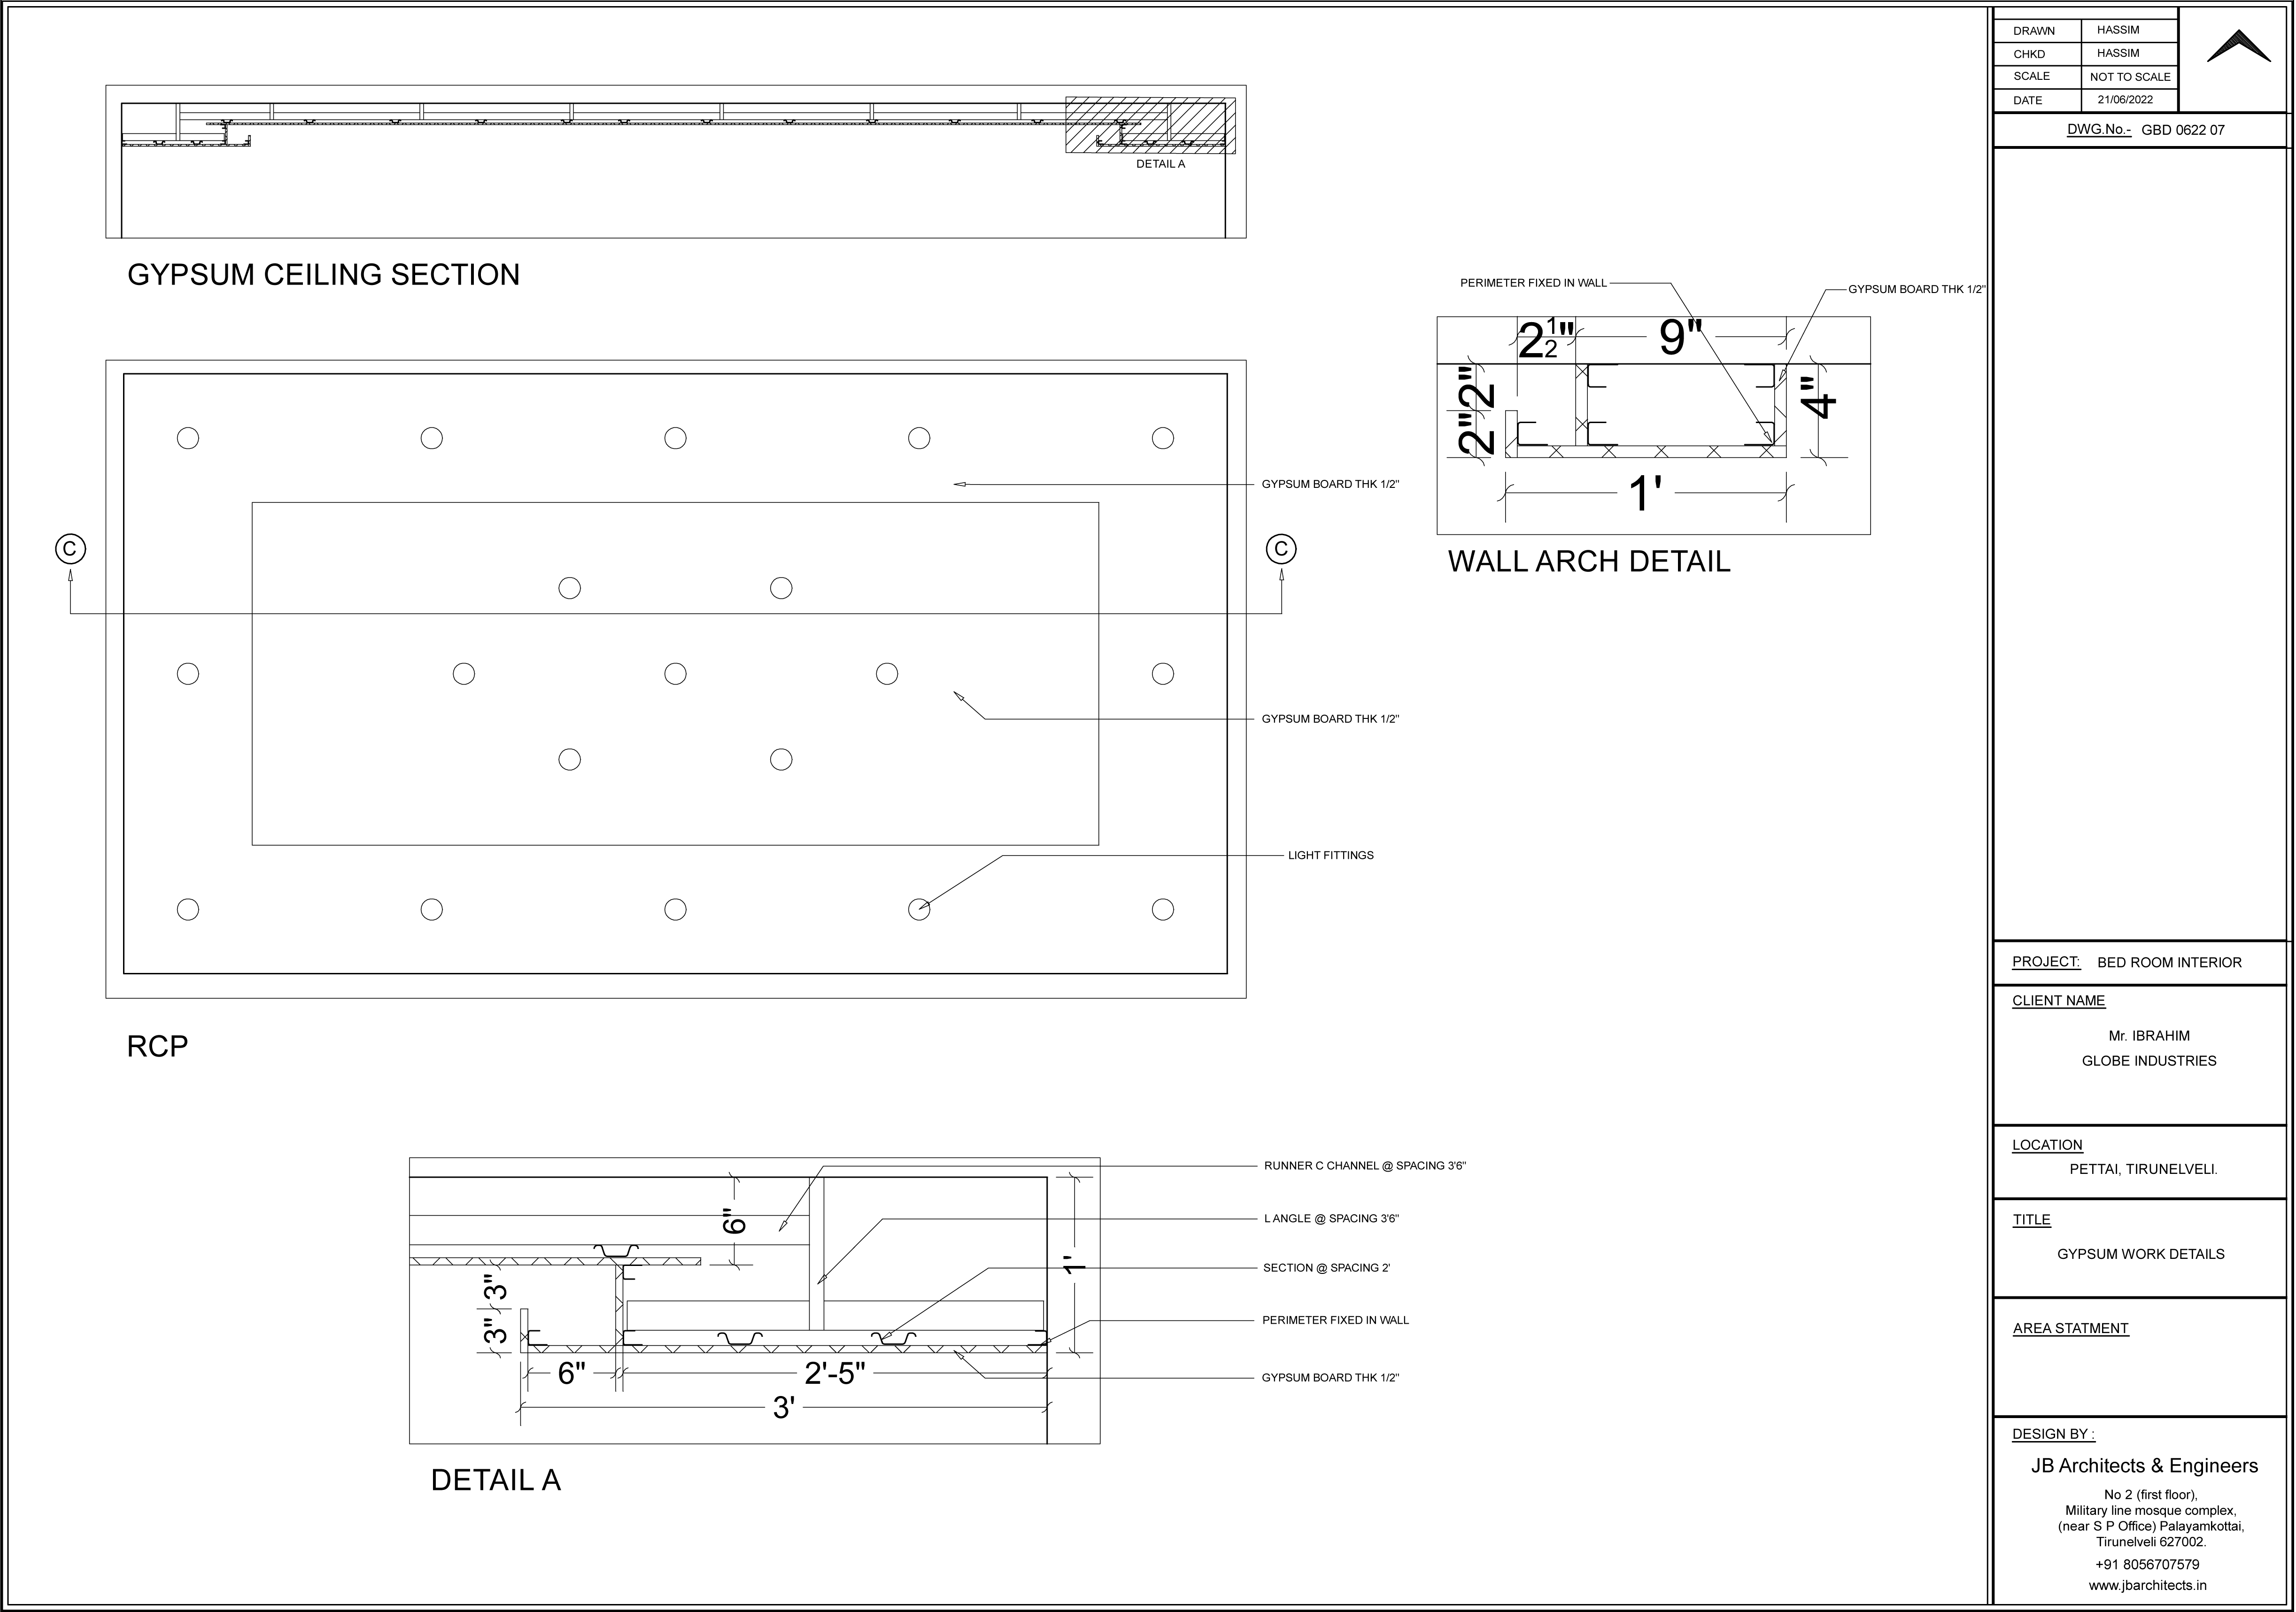 DETAIL A
GYPSUM CEILING SECTION
PERIMETER FIXED IN WALL
GYPSUM BOARD THK 1/2"
2 1/2"
9"
2"
2"
4"
1'
WALL ARCH DETAIL
GYPSUM BOARD THK 1/2"
C
C
GYPSUM BOARD THK 1/2"
LIGHT FITTINGS
RCP
RUNNER C CHANNEL @ SPACING 3'6"
L ANGLE @ SPACING 3'6"
SECTION @ SPACING 2'
PERIMETER FIXED IN WALL
GYPSUM BOARD THK 1/2"
6"
1'
3"
3"
6"
2'-5"
3'
DETAIL A
DRAWN HASSIM
CHKD HASSIM
SCALE NOT TO SCALE
DATE 21/06/2022
DWG.No.- GBD 0622 07
PROJECT: BED ROOM INTERIOR
CLIENT NAME
Mr. IBRAHIM
GLOBE INDUSTRIES
LOCATION
PETTAI, TIRUNELVELI.
TITLE
GYPSUM WORK DETAILS
AREA STATMENT
DESIGN BY :
JB Architects & Engineers
No 2 (first floor),
Military line mosque complex,
(near S P Office) Palayamkottai,
Tirunelveli 627002.
+91 8056707579
www.jbarchitects.in